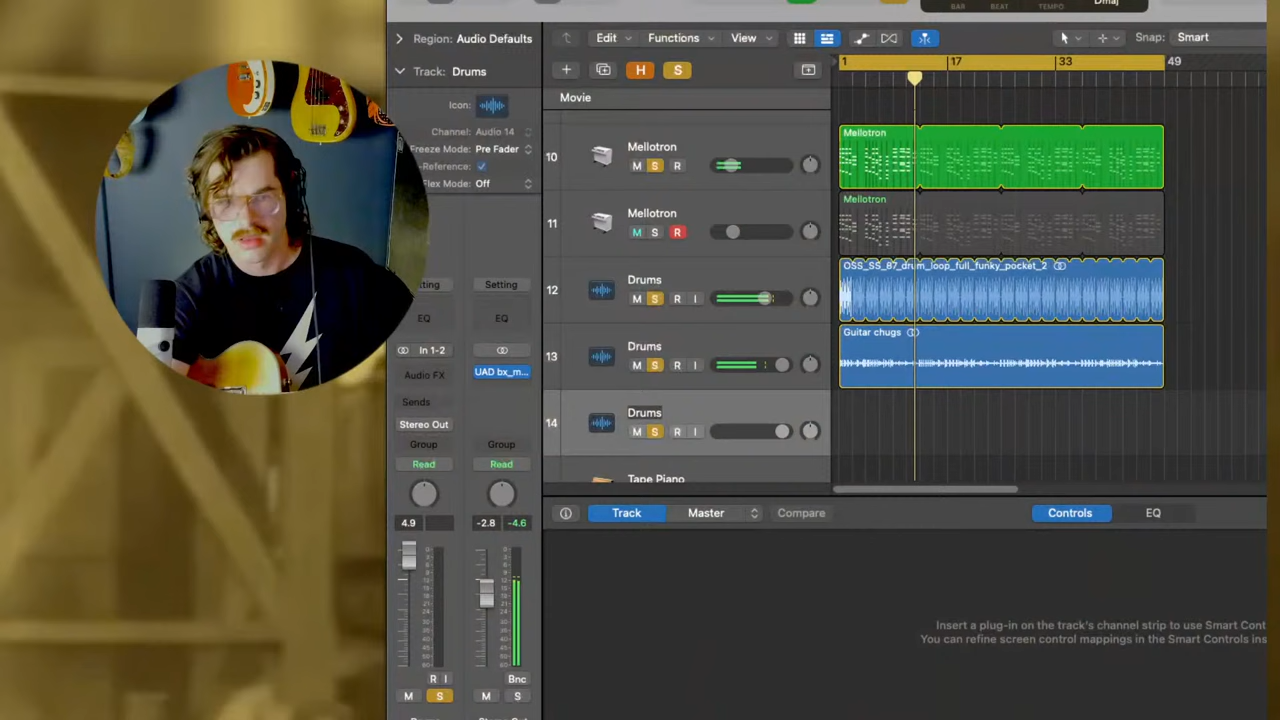 BAR BEAT TEMPO Dmaj
Region: Audio Defaults
Edit Functions View
Snap: Smart
Track: Drums
H S
1 17 33 49
Movie
Icon:
Channel: Audio 14
Freeze Mode: Pre Fader
-Reference:
Flex Mode: Off
10 Mellotron
M S R
Mellotron
11 Mellotron
M S R
Mellotron
12 Drums
M S R I
OSS_SS_87_drum_loop_full_funky_pocket_2
13 Drums
M S R I
Guitar chugs
14 Drums
M S R I
Tape Piano
tting Setting
EQ EQ
In 1-2
Audio FX UAD bx_m...
Sends
Stereo Out
Group Group
Read Read
4.9 -2.8 -4.6
R I Bnc
M S M S
Track Master Compare Controls EQ
Insert a plug-in on the track's channel strip to use Smart Cont
You can refine screen control mappings in the Smart Controls ins